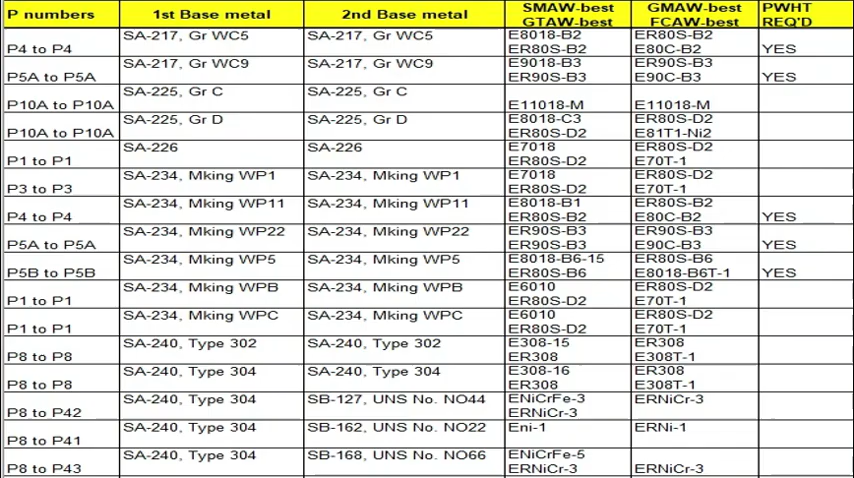 P numbers 1st Base metal 2nd Base metal SMAW-best GMAW-best PWHT
GTAW-best FCAW-best REQ'D
SA-217, Gr WC5 SA-217, Gr WC5 E8018-B2 ER80S-B2
P4 to P4 ER80S-B2 E80C-B2 YES
SA-217, Gr WC9 SA-217, Gr WC9 E9018-B3 ER90S-B3
P5A to P5A ER90S-B3 E90C-B3 YES
SA-225, Gr C SA-225, Gr C
P10A to P10A E11018-M E11018-M
SA-225, Gr D SA-225, Gr D E8018-C3 ER80S-D2
P10A to P10A ER80S-D2 E81T1-Ni2
SA-226 SA-226 E7018 ER80S-D2
P1 to P1 ER80S-D2 E70T-1
SA-234, Mking WP1 SA-234, Mking WP1 E7018 ER80S-D2
P3 to P3 ER80S-D2 E70T-1
SA-234, Mking WP11 SA-234, Mking WP11 E8018-B1 ER80S-B2
P4 to P4 ER80S-B2 E80C-B2 YES
SA-234, Mking WP22 SA-234, Mking WP22 ER90S-B3 ER90S-B3
P5A to P5A ER90S-B3 E90C-B3 YES
SA-234, Mking WP5 SA-234, Mking WP5 E8018-B6-15 ER80S-B6
P5B to P5B ER80S-B6 E8018-B6T-1 YES
SA-234, Mking WPB SA-234, Mking WPB E6010 ER80S-D2
P1 to P1 ER80S-D2 E70T-1
SA-234, Mking WPC SA-234, Mking WPC E6010 ER80S-D2
P1 to P1 ER80S-D2 E70T-1
SA-240, Type 302 SA-240, Type 302 E308-15 ER308
P8 to P8 ER308 E308T-1
SA-240, Type 304 SA-240, Type 304 E308-16 ER308
P8 to P8 ER308 E308T-1
SA-240, Type 304 SB-127, UNS No. NO44 ENiCrFe-3 ERNiCr-3
P8 to P42 ERNiCr-3
SA-240, Type 304 SB-162, UNS No. NO22 Eni-1 ERNi-1
P8 to P41
SA-240, Type 304 SB-168, UNS No. NO66 ENiCrFe-5
P8 to P43 ERNiCr-3 ERNiCr-3